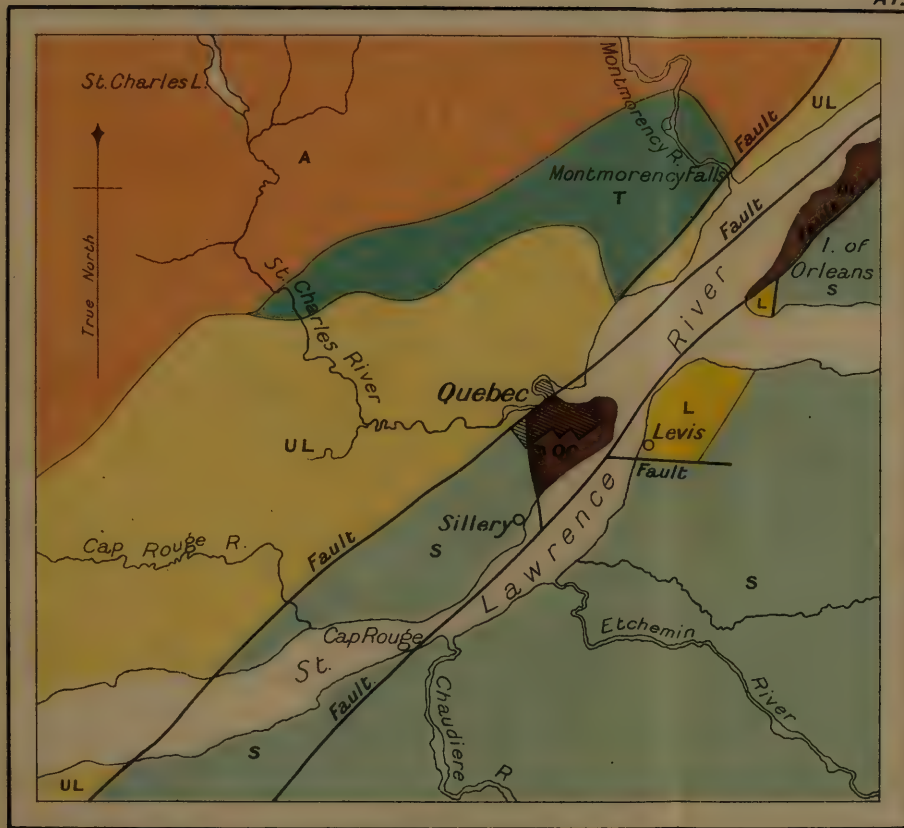 St. Charles L.
Montmorency R.
UL
Fault
A
Montmorency Falls
T
True North
Fault
I. of
Orleans
S
L
St. Charles River
River
Quebec
L
Levis
UL
Fault
Sillery
Lawrence
Cap Rouge R.
Fault
S
S
Cap Rouge
St.
Etchemin
River
Fault
Chaudiere
R
S
UL